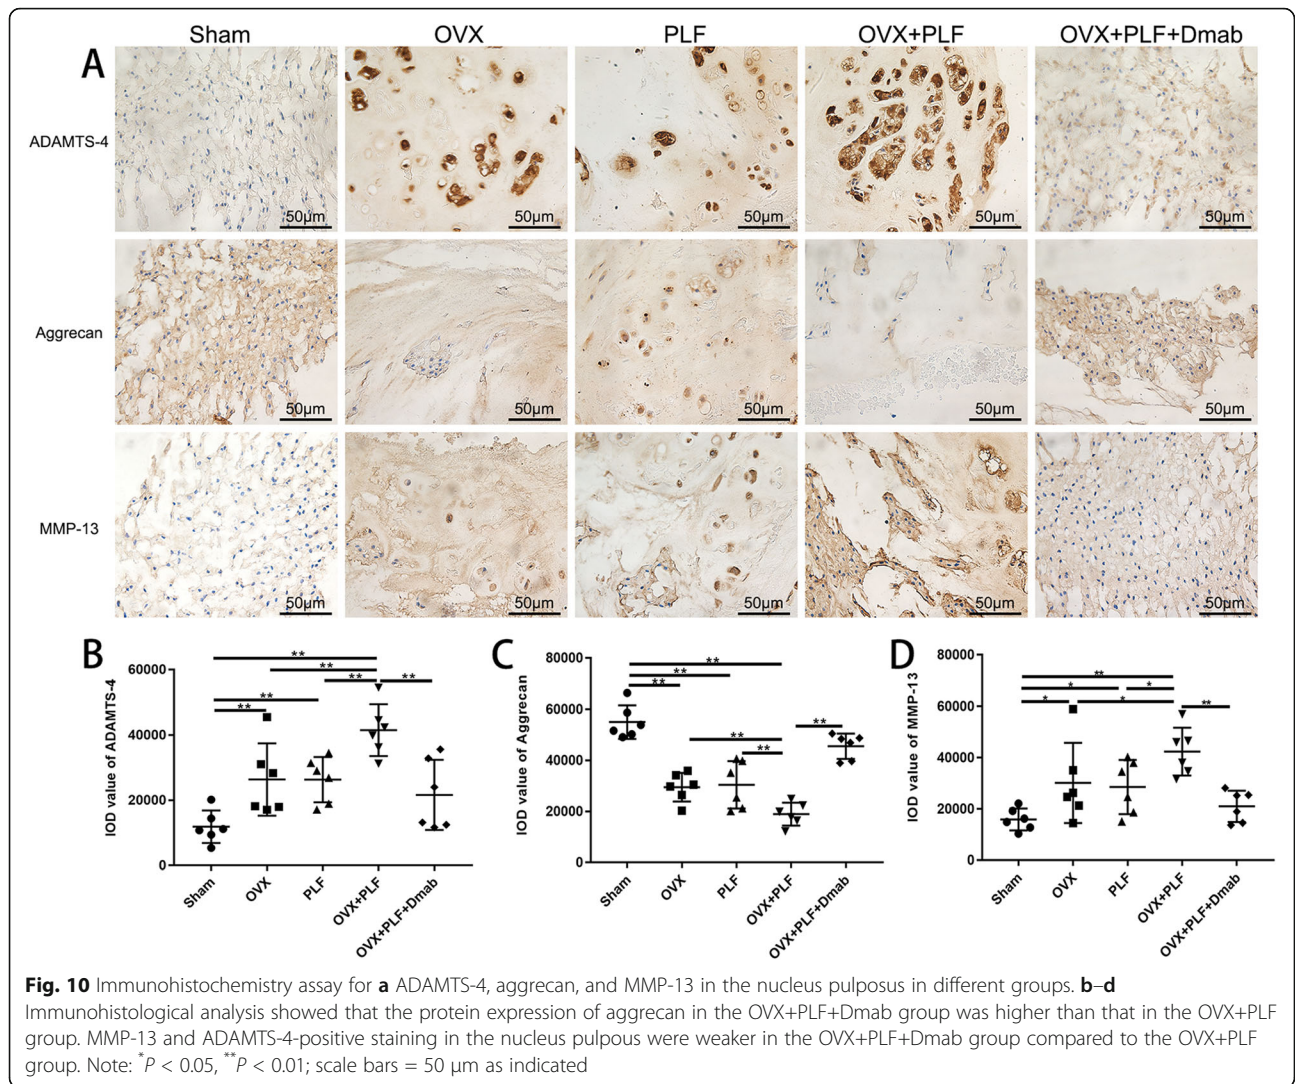 Sham OVX PLF OVX+PLF OVX+PLF+Dmab
A
ADAMTS-4
50µm 50µm 50µm 50µm 50µm
Aggrecan
50µm 50µm 50µm 50µm 50µm
MMP-13
50µm 50µm 50µm 50µm 50µm
B
IOD value of ADAMTS-4
60000
40000
20000
0
** ** ** ** ** **
Sham OVX PLF OVX+PLF OVX+PLF+Dmab
C
IOD value of Aggrecan
80000
60000
40000
20000
0
** ** ** ** ** **
Sham OVX PLF OVX+PLF OVX+PLF+Dmab
D
IOD value of MMP-13
80000
60000
40000
20000
0
** * * * * **
Sham OVX PLF OVX+PLF OVX+PLF+Dmab
Fig. 10 Immunohistochemistry assay for a ADAMTS-4, aggrecan, and MMP-13 in the nucleus pulposus in different groups. b–d
Immunohistological analysis showed that the protein expression of aggrecan in the OVX+PLF+Dmab group was higher than that in the OVX+PLF
group. MMP-13 and ADAMTS-4-positive staining in the nucleus pulpous were weaker in the OVX+PLF+Dmab group compared to the OVX+PLF
group. Note: *P < 0.05, **P < 0.01; scale bars = 50 µm as indicated